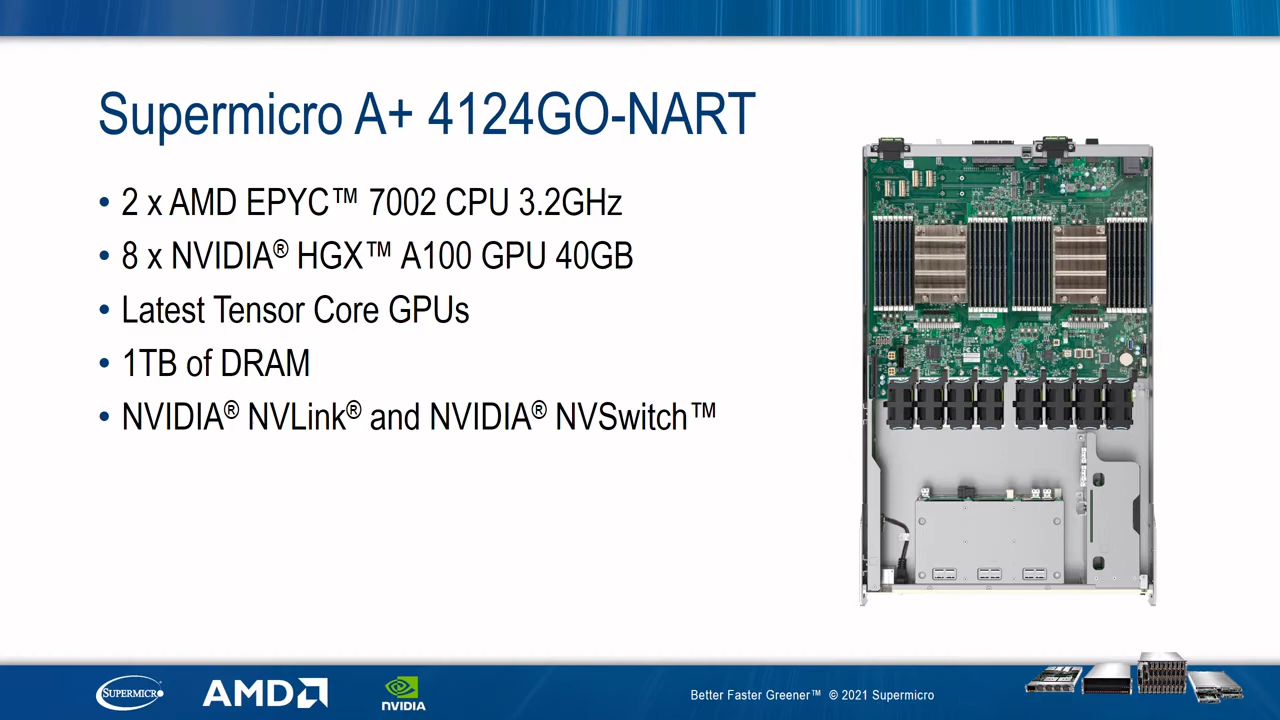 Supermicro A+ 4124GO-NART
• 2 x AMD EPYC™ 7002 CPU 3.2GHz
• 8 x NVIDIA® HGX™ A100 GPU 40GB
• Latest Tensor Core GPUs
• 1TB of DRAM
• NVIDIA® NVLink® and NVIDIA® NVSwitch™
SUPERMICRO
AMD
NVIDIA
Better Faster Greener™ © 2021 Supermicro